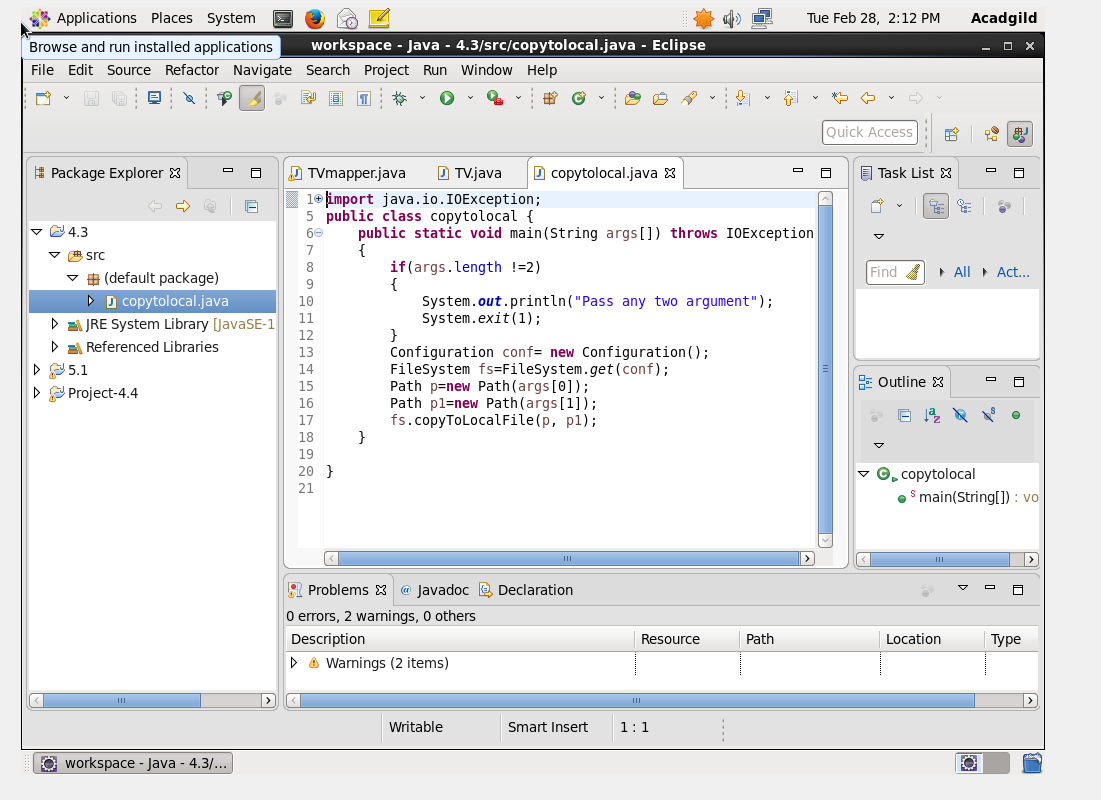 Applications Places System
Tue Feb 28, 2:12 PM Acadgild
Browse and run installed applications
workspace - Java - 4.3/src/copytolocal.java - Eclipse
File Edit Source Refactor Navigate Search Project Run Window Help
Quick Access
Package Explorer
4.3
src
(default package)
copytolocal.java
JRE System Library [JavaSE-1
Referenced Libraries
5.1
Project-4.4
TVmapper.java TV.java copytolocal.java
1 import java.io.IOException;
5 public class copytolocal {
6 public static void main(String args[]) throws IOException
7 {
8 if(args.length !=2)
9 {
10 System.out.println("Pass any two argument");
11 System.exit(1);
12 }
13 Configuration conf= new Configuration();
14 FileSystem fs=FileSystem.get(conf);
15 Path p=new Path(args[0]);
16 Path p1=new Path(args[1]);
17 fs.copyToLocalFile(p, p1);
18 }
19
20 }
21
Task List
Find All Act...
Outline
copytolocal
main(String[]) : vo
Problems @ Javadoc Declaration
0 errors, 2 warnings, 0 others
Description Resource Path Location Type
Warnings (2 items)
Writable Smart Insert 1 : 1
workspace - Java - 4.3/...